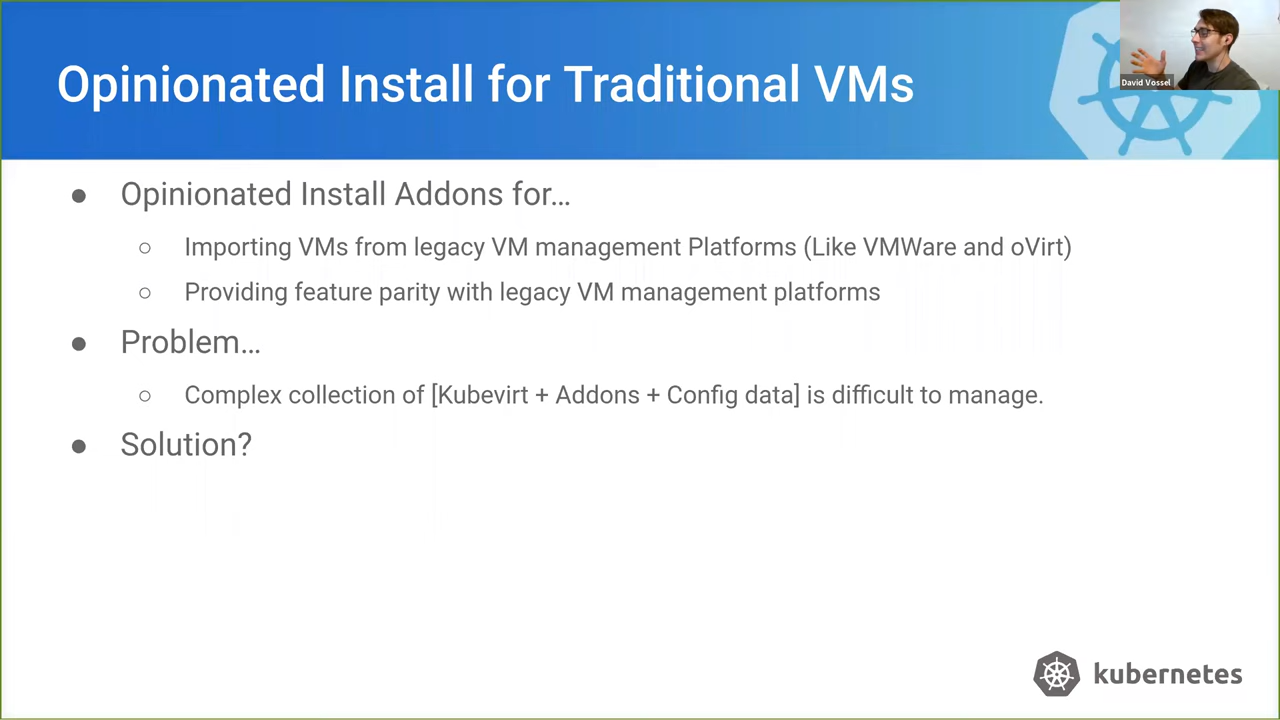 Opinionated Install for Traditional VMs
David Vossel
● Opinionated Install Addons for…
○ Importing VMs from legacy VM management Platforms (Like VMWare and oVirt)
○ Providing feature parity with legacy VM management platforms
● Problem…
○ Complex collection of [Kubevirt + Addons + Config data] is difficult to manage.
● Solution?
kubernetes